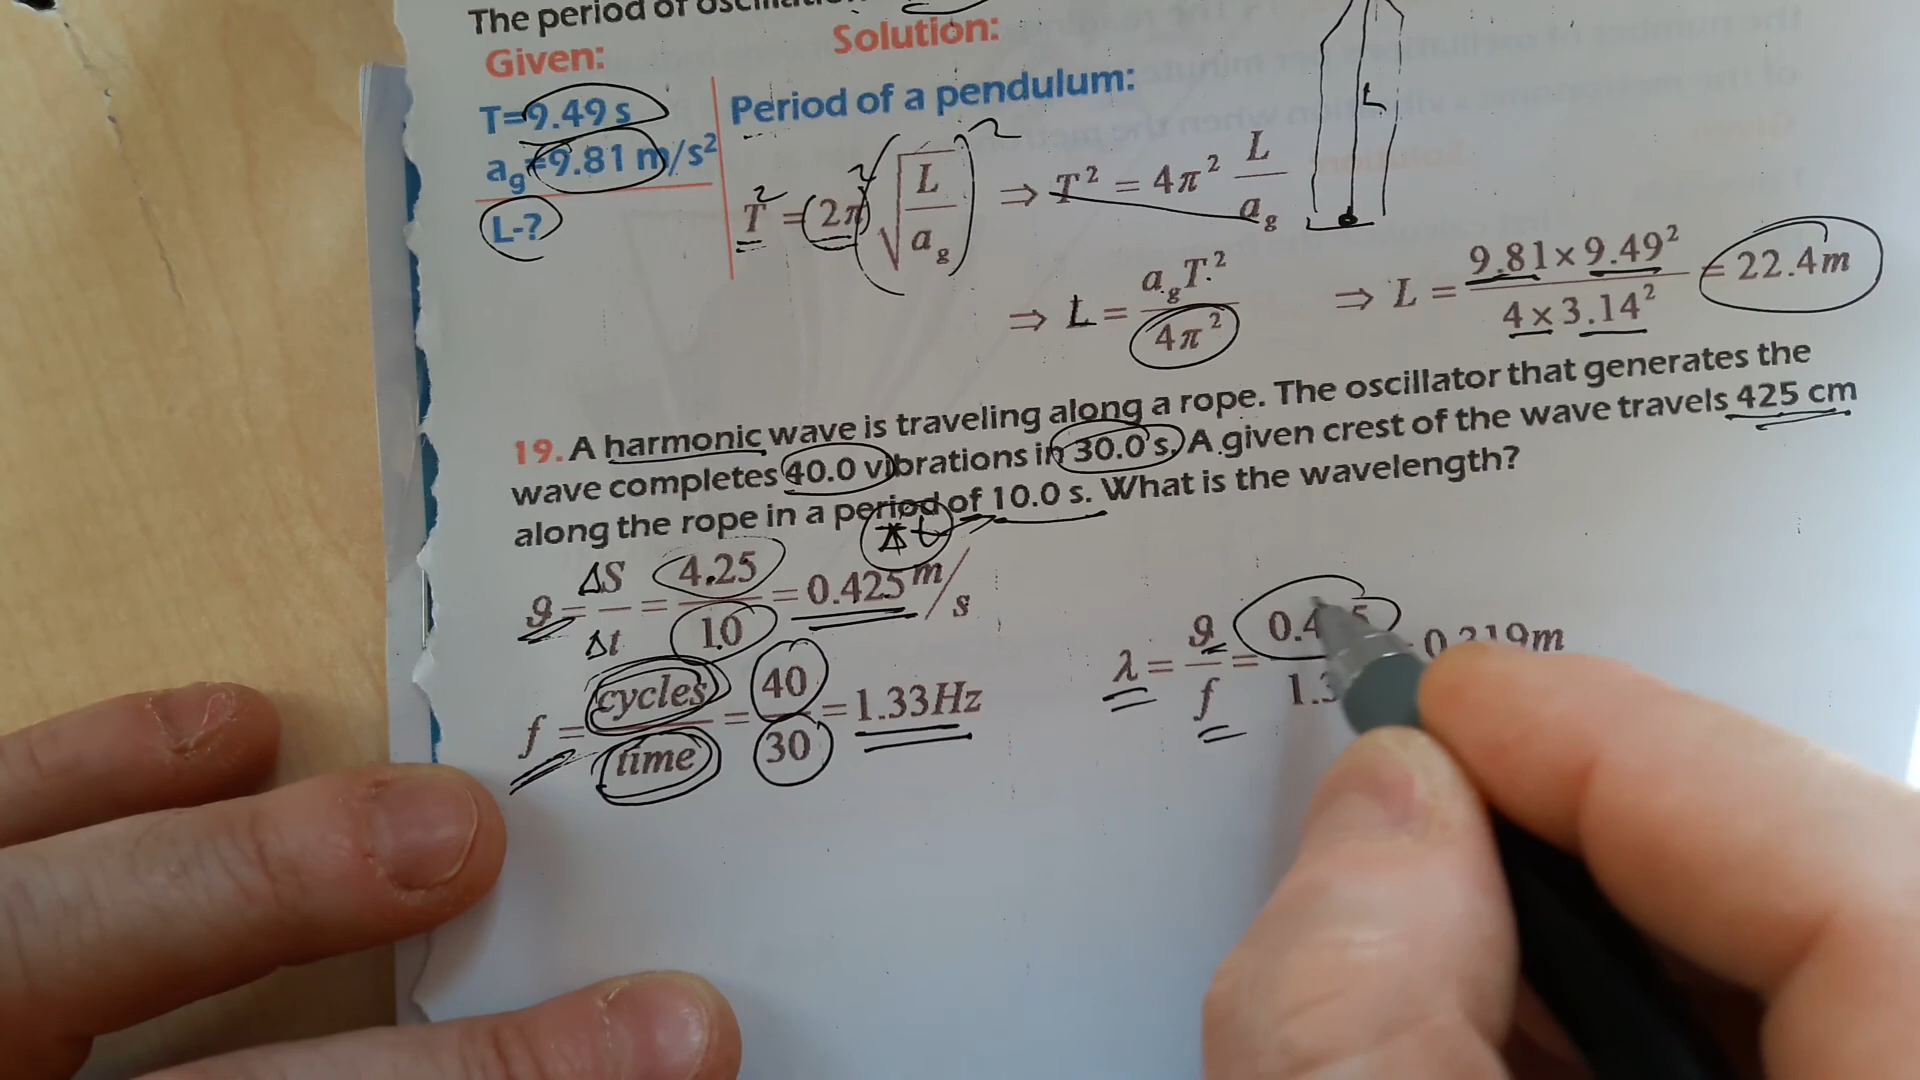 The period of
Given:
Solution:
T=9.49 s
a_g=9.81 m/s²
L-?
Period of a pendulum:
T = 2π √(L / a_g) ⇒ T² = 4π² L / a_g
L
⇒ L = a_g T² / 4π² ⇒ L = 9.81×9.49² / 4×3.14² = 22.4m
19. A harmonic wave is traveling along a rope. The oscillator that generates the
wave completes 40.0 vibrations in 30.0 s. A given crest of the wave travels 425 cm
along the rope in a period of 10.0 s. What is the wavelength?
Δt
ϑ = ΔS / Δt = 4.25 / 10 = 0.425 m/s
f = cycles / time = 40 / 30 = 1.33Hz
λ = ϑ / f =